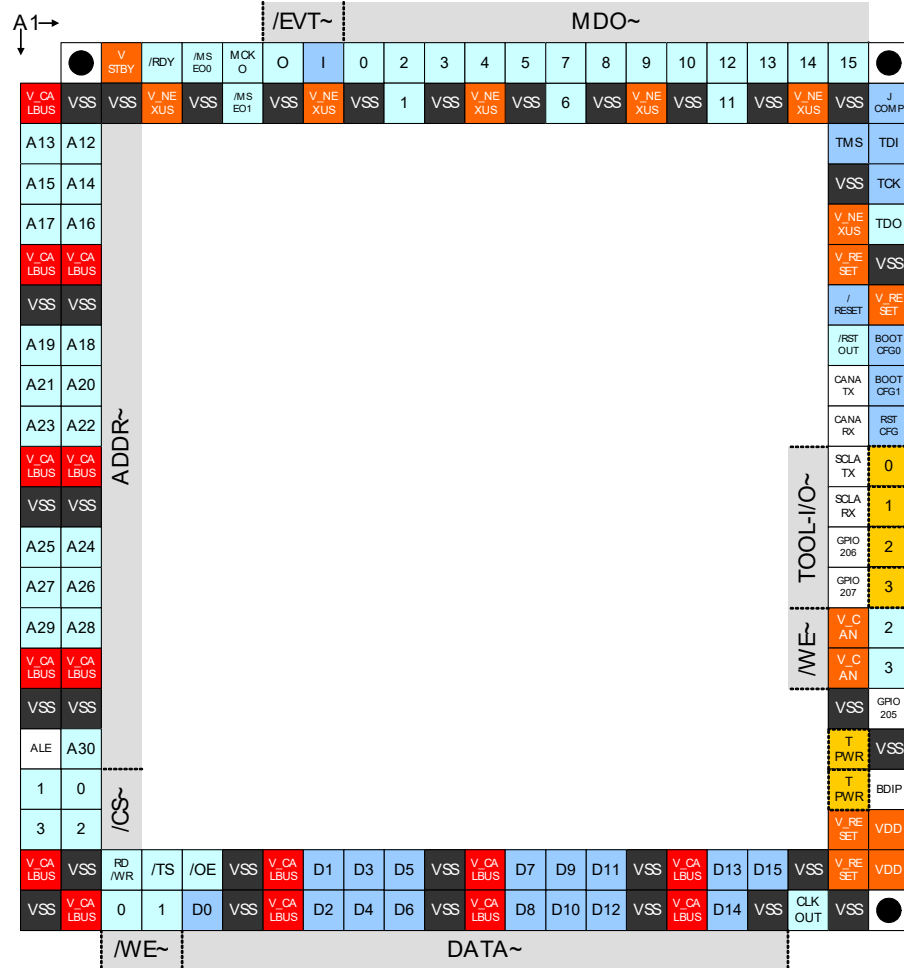 A1→
/EVT~ MDO~
V STBY /RDY /MS EO0 MCK O O I 0 2 3 4 5 7 8 9 10 12 13 14 15
V_CA LBUS VSS VSS V_NE XUS VSS /MS EO1 VSS V_NE XUS VSS 1 VSS V_NE XUS VSS 6 VSS V_NE XUS VSS 11 VSS V_NE XUS VSS J COMP
A13 A12 TMS TDI
A15 A14 VSS TCK
A17 A16 V_NE XUS TDO
V_CA LBUS V_CA LBUS V_RE SET VSS
VSS VSS / RESET V_RE SET
A19 A18 /RST OUT BOOT CFG0
A21 A20 CANA TX BOOT CFG1
A23 A22 CANA RX RST CFG
ADDR~
V_CA LBUS V_CA LBUS SCLA TX 0
VSS VSS SCLA RX 1
TOOL-I/O~
A25 A24 GPIO 206 2
A27 A26 GPIO 207 3
A29 A28 V_C AN 2
/WE~
V_CA LBUS V_CA LBUS V_C AN 3
VSS VSS VSS GPIO 205
ALE A30 T PWR VSS
1 0 T PWR BDIP
/CS~
3 2 V_RE SET VDD
V_CA LBUS VSS RD /WR /TS /OE VSS V_CA LBUS D1 D3 D5 VSS V_CA LBUS D7 D9 D11 VSS V_CA LBUS D13 D15 VSS V_RE SET VDD
VSS V_CA LBUS 0 1 D0 VSS V_CA LBUS D2 D4 D6 VSS V_CA LBUS D8 D10 D12 VSS V_CA LBUS D14 VSS CLK OUT VSS
/WE~ DATA~